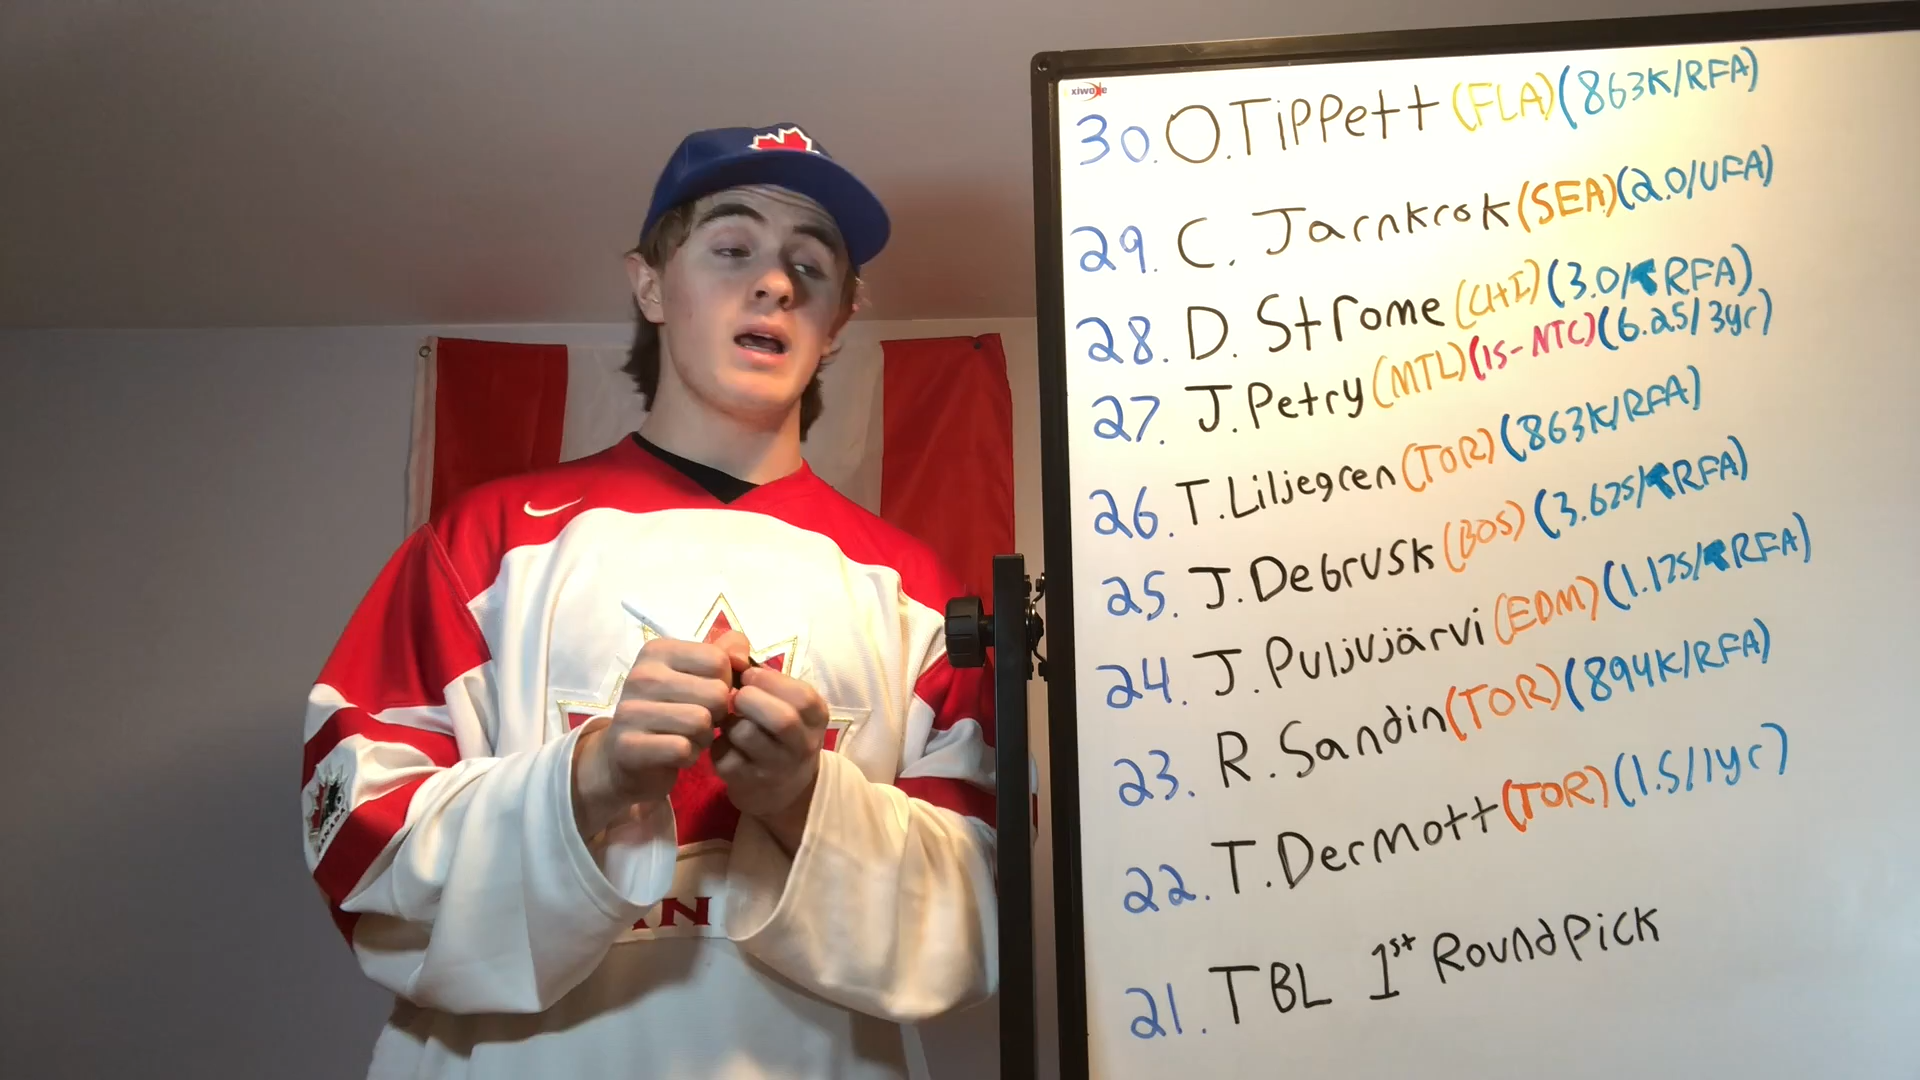 xiwode
30. O.Tippett (FLA) (863K/RFA)
29. C. Jarnkrok (SEA) (2.0/UFA)
28. D. Strome (CHI) (3.0/RFA)
27. J. Petry (MTL) (15-NTC) (6.25/3yr)
26. T. Liljegren (TOR) (863K/RFA)
25. J. Debrusk (BOS) (3.625/RFA)
24. J. Puljujärvi (EDM) (1.175/RFA)
23. R. Sandin (TOR) (894K/RFA)
22. T. Dermott (TOR) (1.5/1yr)
21. TBL 1st Round Pick